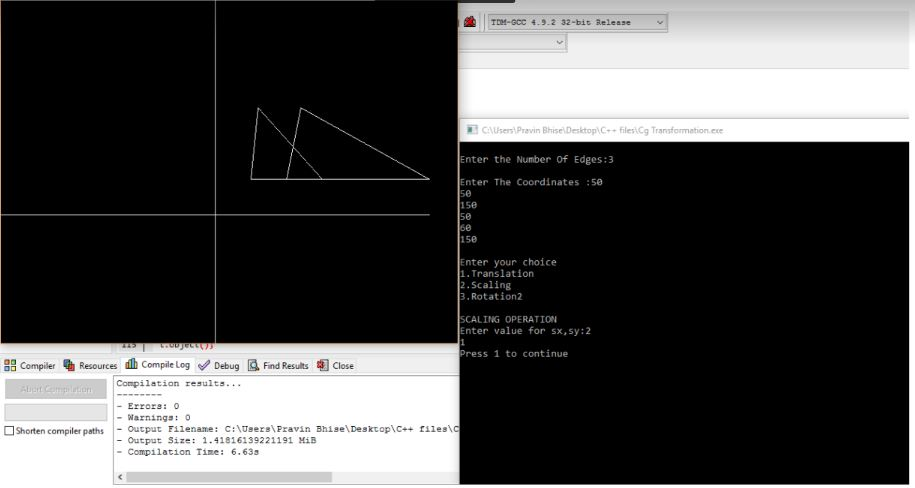 TDM-GCC 4.9.2 32-bit Release
C:\Users\Pravin Bhise\Desktop\C++ files\Cg Transformation.exe
Enter the Number Of Edges:3
Enter The Coordinates :50
50
150
50
60
150
Enter your choice
1.Translation
2.Scaling
3.Rotation2
SCALING OPERATION
Enter value for sx,sy:2
1
Press 1 to continue
115 t.object();
Compiler Resources Compile Log Debug Find Results Close
Abort Compilation
Shorten compiler paths
Compilation results...
--------
- Errors: 0
- Warnings: 0
- Output Filename: C:\Users\Pravin Bhise\Desktop\C++ files\C
- Output Size: 1.41816139221191 MiB
- Compilation Time: 6.63s